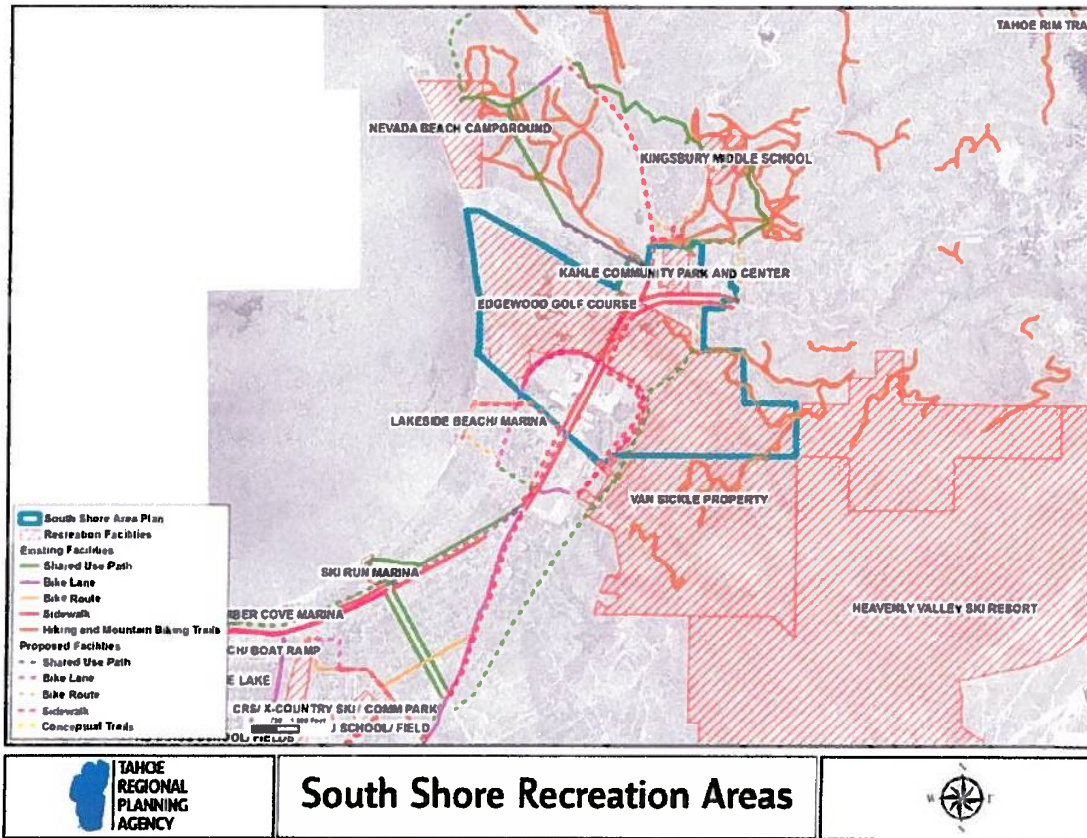 TAHOE RIM TRA
NEVADA BEACH CAMPGROUND
KINGSBURY MIDDLE SCHOOL
KAHLE COMMUNITY PARK AND CENTER
EDGEWOOD GOLF COURSE
LAKESIDE BEACH/ MARINA
VAN SICKLE PROPERTY
SKI RUN MARINA
HEAVENLY VALLEY SKI RESORT
BER COVE MARINA
CH/ BOAT RAMP
E LAKE
CRS/ X-COUNTRY SKI / COMM PARK
SCHOOL/ FIELD
SCHOOL/ FIELDS
South Shore Area Plan
Recreation Facilities
Existing Facilities
Shared Use Path
Bike Lane
Bike Route
Sidewalk
Hiking and Mountain Biking Trails
Proposed Facilities
Shared Use Path
Bike Lane
Bike Route
Sidewalk
Conceptual Trails
TAHOE
REGIONAL
PLANNING
AGENCY
South Shore Recreation Areas
W